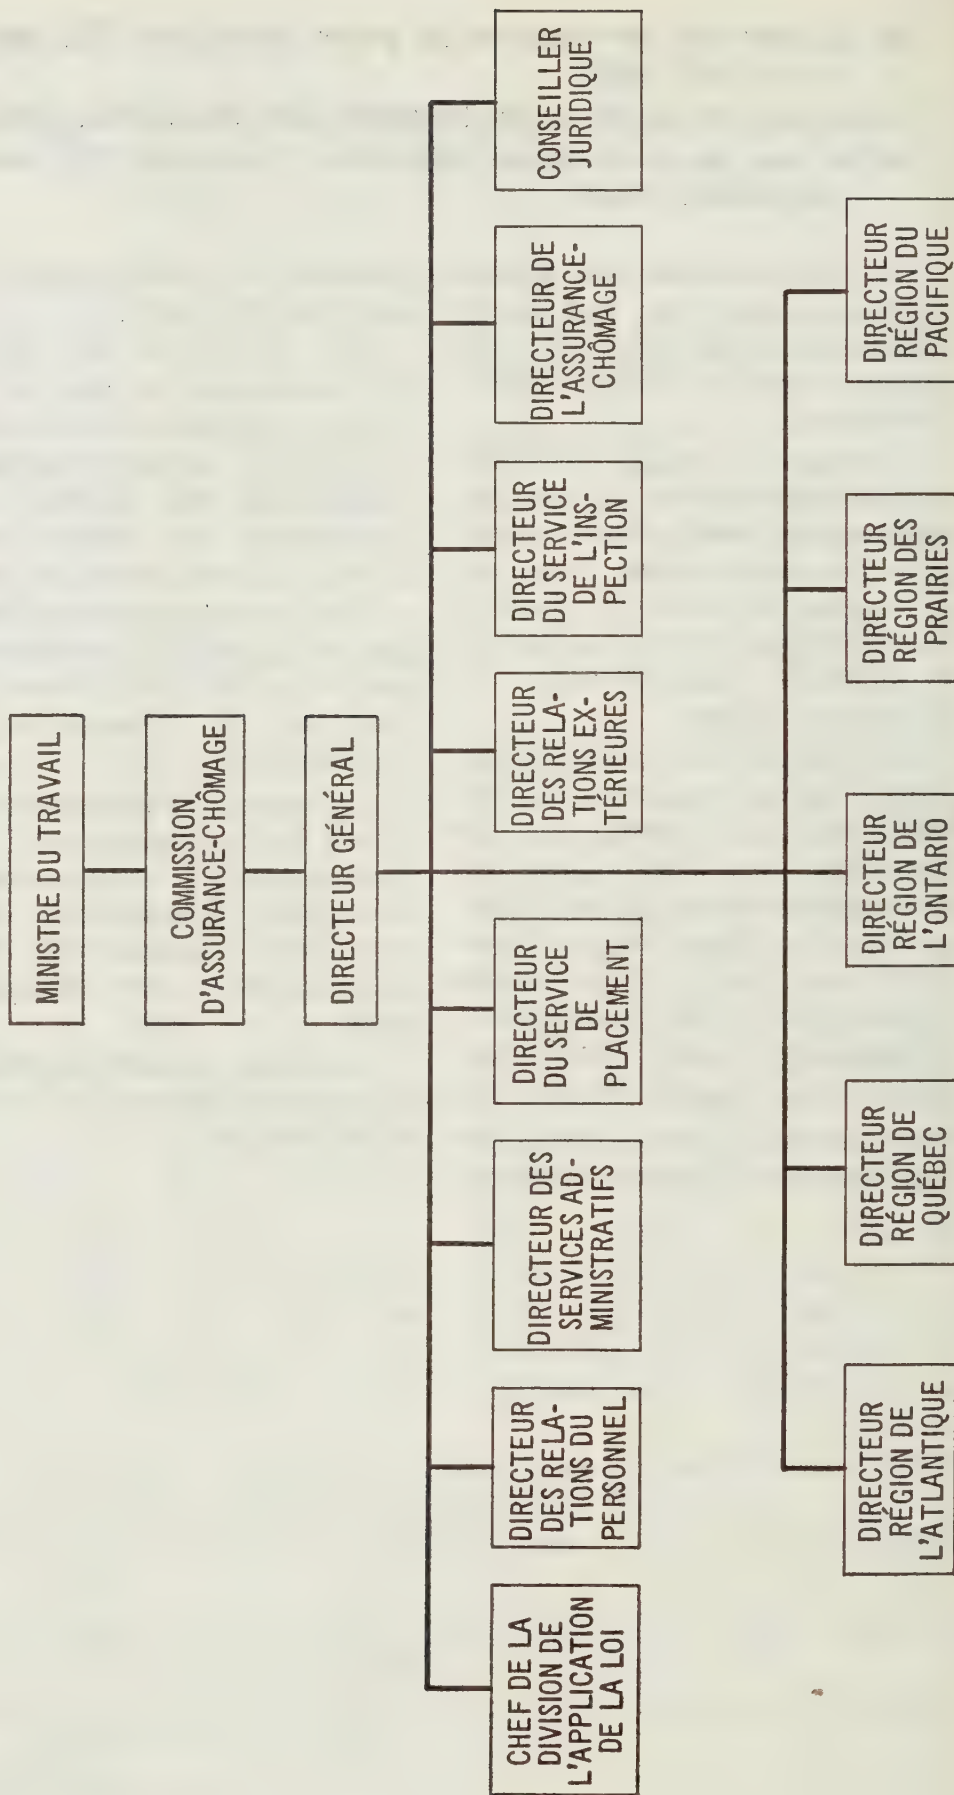 MINISTRE DU TRAVAIL
COMMISSION
D'ASSURANCE-CHÔMAGE
DIRECTEUR GÉNÉRAL
CHEF DE LA
DIVISION DE
L'APPLICATION
DE LA LOI
DIRECTEUR
DES RELA-
TIONS DU
PERSONNEL
DIRECTEUR DES
SERVICES AD-
MINISTRATIFS
DIRECTEUR
DU SERVICE
DE
PLACEMENT
DIRECTEUR
DES RELA-
TIONS EX-
TÉRIEURES
DIRECTEUR
DU SERVICE
DE L'INS-
PECTION
DIRECTEUR DE
L'ASSURANCE-
CHÔMAGE
CONSEILLER
JURIDIQUE
DIRECTEUR
RÉGION DE
L'ATLANTIQUE
DIRECTEUR
RÉGION DE
QUÉBEC
DIRECTEUR
RÉGION DE
L'ONTARIO
DIRECTEUR
RÉGION DES
PRAIRIES
DIRECTEUR
RÉGION DU
PACIFIQUE